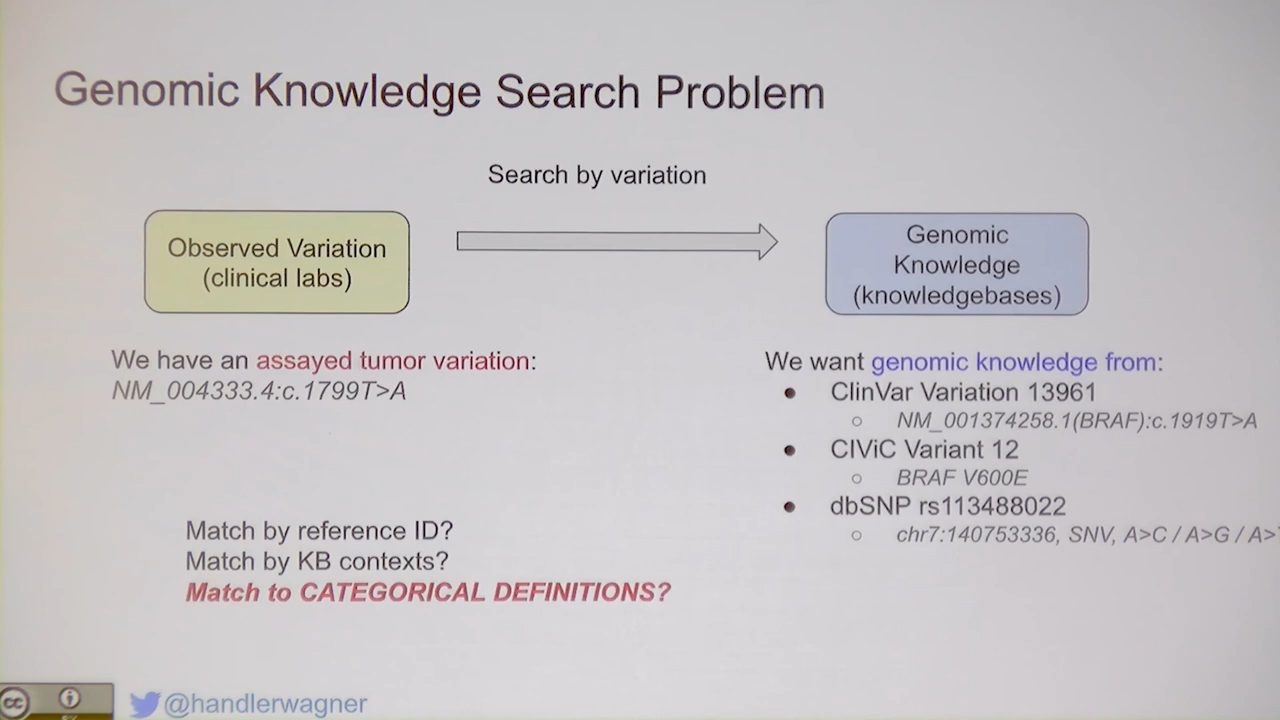 Genomic Knowledge Search Problem
Search by variation
Observed Variation
(clinical labs)
Genomic
Knowledge
(knowledgebases)
We have an assayed tumor variation:
NM_004333.4:c.1799T>A
We want genomic knowledge from:
● ClinVar Variation 13961
○ NM_001374258.1(BRAF):c.1919T>A
● CIViC Variant 12
○ BRAF V600E
● dbSNP rs113488022
○ chr7:140753336, SNV, A>C / A>G / A>
Match by reference ID?
Match by KB contexts?
Match to CATEGORICAL DEFINITIONS?
cc
@handlerwagner